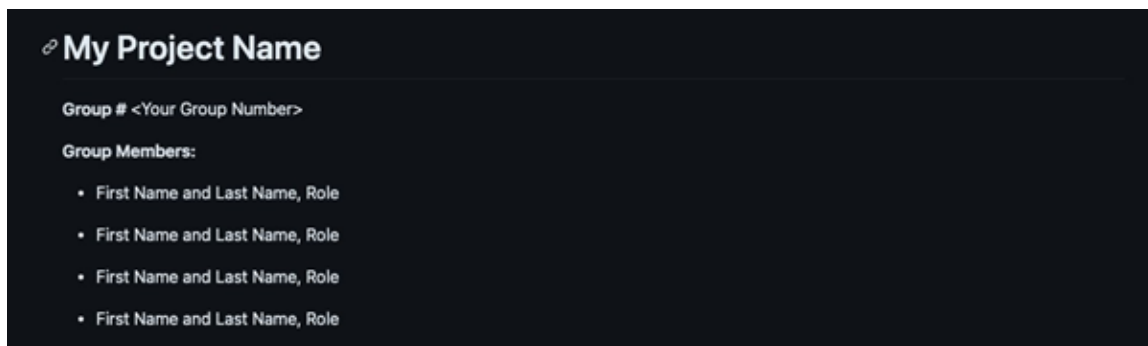 My Project Name
Group # <Your Group Number>
Group Members:
• First Name and Last Name, Role
• First Name and Last Name, Role
• First Name and Last Name, Role
• First Name and Last Name, Role